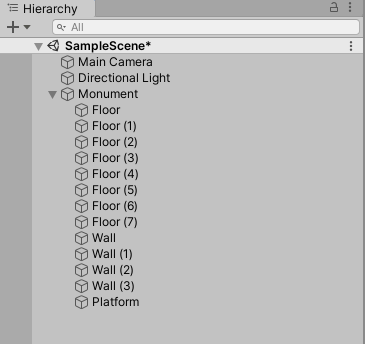 Hierarchy
All
SampleScene*
Main Camera
Directional Light
Monument
Floor
Floor (1)
Floor (2)
Floor (3)
Floor (4)
Floor (5)
Floor (6)
Floor (7)
Wall
Wall (1)
Wall (2)
Wall (3)
Platform